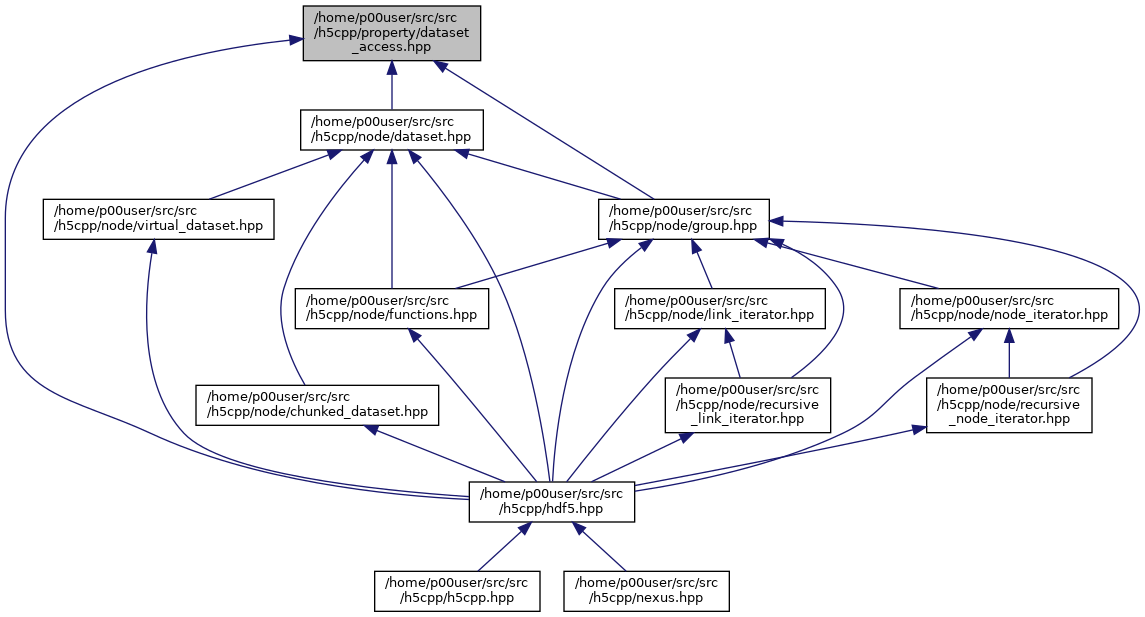 /home/p00user/src/src
/h5cpp/property/dataset
_access.hpp
/home/p00user/src/src
/h5cpp/node/dataset.hpp
/home/p00user/src/src
/h5cpp/node/virtual_dataset.hpp
/home/p00user/src/src
/h5cpp/node/group.hpp
/home/p00user/src/src
/h5cpp/node/functions.hpp
/home/p00user/src/src
/h5cpp/node/link_iterator.hpp
/home/p00user/src/src
/h5cpp/node/node_iterator.hpp
/home/p00user/src/src
/h5cpp/node/chunked_dataset.hpp
/home/p00user/src/src
/h5cpp/node/recursive
_link_iterator.hpp
/home/p00user/src/src
/h5cpp/node/recursive
_node_iterator.hpp
/home/p00user/src/src
/h5cpp/hdf5.hpp
/home/p00user/src/src
/h5cpp/h5cpp.hpp
/home/p00user/src/src
/h5cpp/nexus.hpp